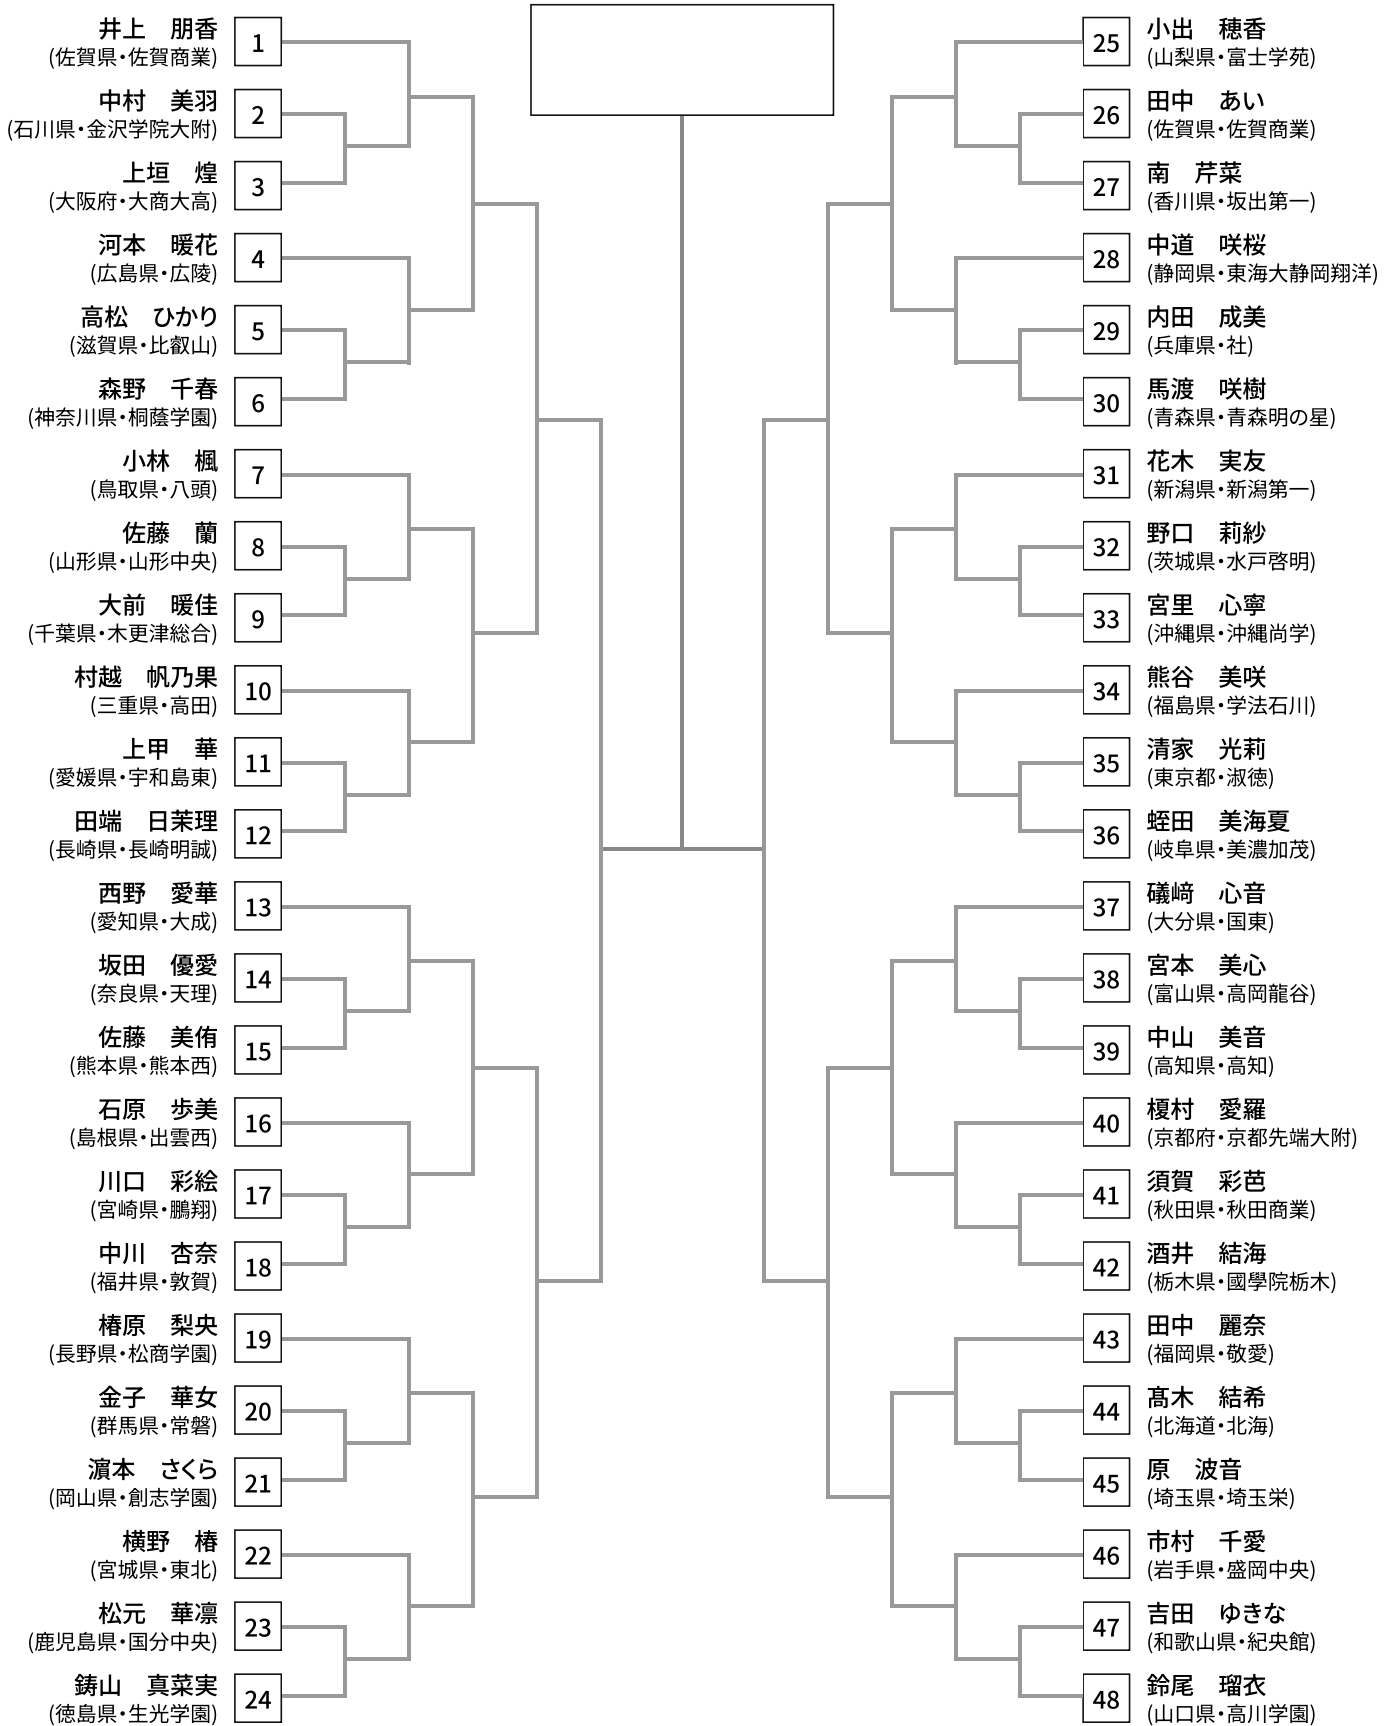 井上　朋香
(佐賀県・佐賀商業)
1
中村　美羽
(石川県・金沢学院大附)
2
上垣　煌
(大阪府・大商大高)
3
河本　暖花
(広島県・広陵)
4
高松　ひかり
(滋賀県・比叡山)
5
森野　千春
(神奈川県・桐蔭学園)
6
小林　楓
(鳥取県・八頭)
7
佐藤　蘭
(山形県・山形中央)
8
大前　暖佳
(千葉県・木更津総合)
9
村越　帆乃果
(三重県・高田)
10
上甲　華
(愛媛県・宇和島東)
11
田端　日茉理
(長崎県・長崎明誠)
12
西野　愛華
(愛知県・大成)
13
坂田　優愛
(奈良県・天理)
14
佐藤　美侑
(熊本県・熊本西)
15
石原　歩美
(島根県・出雲西)
16
川口　彩絵
(宮崎県・鵬翔)
17
中川　杏奈
(福井県・敦賀)
18
椿原　梨央
(長野県・松商学園)
19
金子　華女
(群馬県・常磐)
20
濵本　さくら
(岡山県・創志学園)
21
横野　椿
(宮城県・東北)
22
松元　華凛
(鹿児島県・国分中央)
23
鋳山　真菜実
(徳島県・生光学園)
24
25
小出　穂香
(山梨県・富士学苑)
26
田中　あい
(佐賀県・佐賀商業)
27
南　芹菜
(香川県・坂出第一)
28
中道　咲桜
(静岡県・東海大静岡翔洋)
29
内田　成美
(兵庫県・社)
30
馬渡　咲樹
(青森県・青森明の星)
31
花木　実友
(新潟県・新潟第一)
32
野口　莉紗
(茨城県・水戸啓明)
33
宮里　心寧
(沖縄県・沖縄尚学)
34
熊谷　美咲
(福島県・学法石川)
35
清家　光莉
(東京都・淑徳)
36
蛭田　美海夏
(岐阜県・美濃加茂)
37
礒﨑　心音
(大分県・国東)
38
宮本　美心
(富山県・高岡龍谷)
39
中山　美音
(高知県・高知)
40
榎村　愛羅
(京都府・京都先端大附)
41
須賀　彩芭
(秋田県・秋田商業)
42
酒井　結海
(栃木県・國學院栃木)
43
田中　麗奈
(福岡県・敬愛)
44
髙木　結希
(北海道・北海)
45
原　波音
(埼玉県・埼玉栄)
46
市村　千愛
(岩手県・盛岡中央)
47
吉田　ゆきな
(和歌山県・紀央館)
48
鈴尾　瑠衣
(山口県・高川学園)